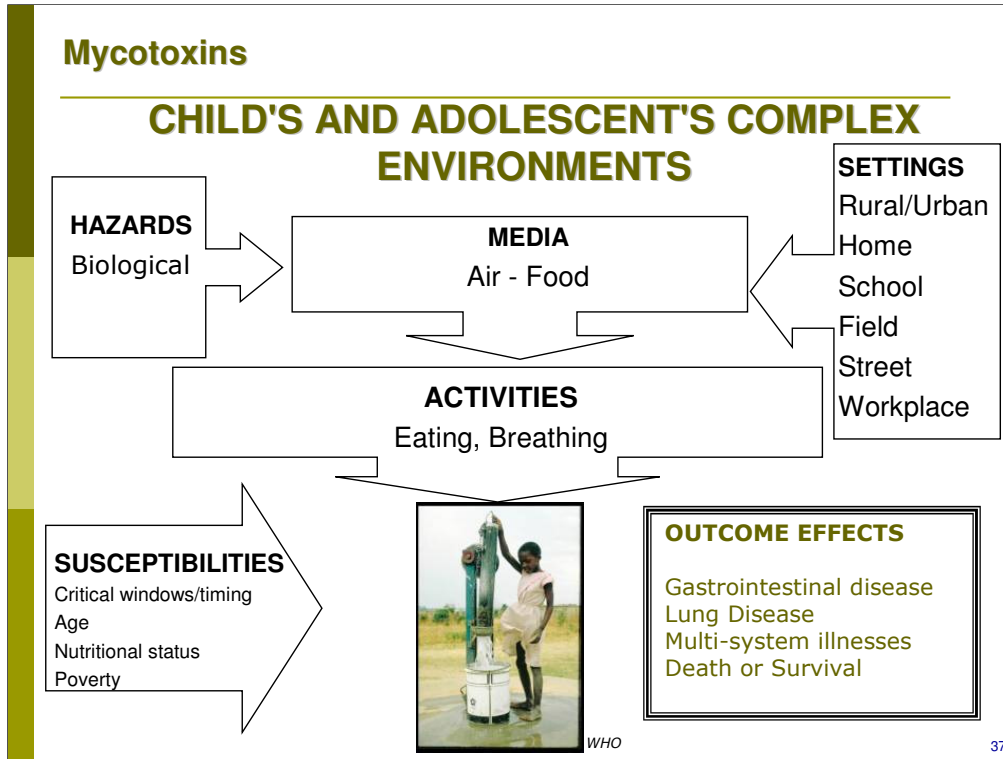 Mycotoxins
CHILD'S AND ADOLESCENT'S COMPLEX
ENVIRONMENTS
HAZARDS
Biological
MEDIA
Air - Food
SETTINGS
Rural/Urban
Home
School
Field
Street
Workplace
ACTIVITIES
Eating, Breathing
SUSCEPTIBILITIES
Critical windows/timing
Age
Nutritional status
Poverty
OUTCOME EFFECTS
Gastrointestinal disease
Lung Disease
Multi-system illnesses
Death or Survival
WHO
37